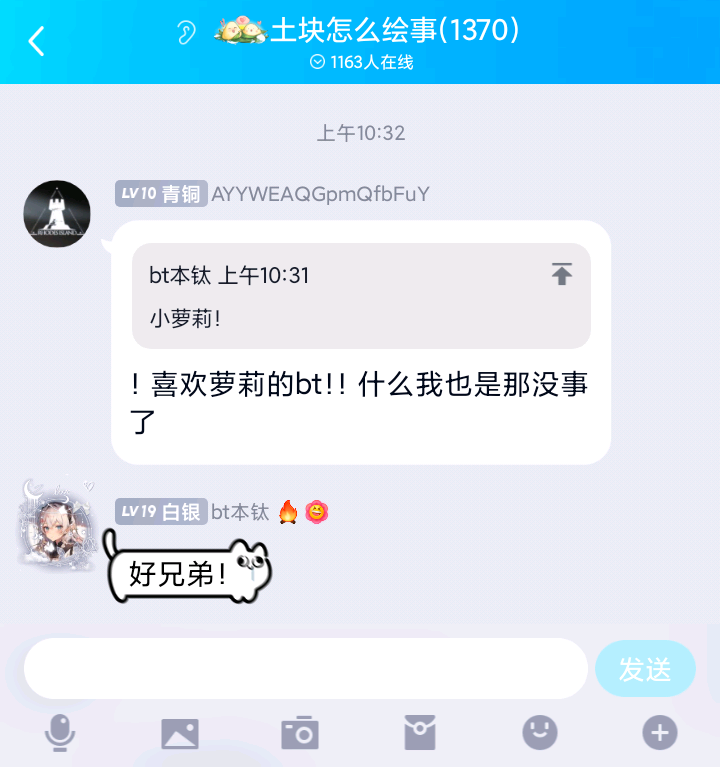 土块怎么绘事(1370)
1163人在线
上午10:32
LV10 青铜 AYYWEAQGpmQfbFuY
bt本钛 上午10:31
小萝莉!
! 喜欢萝莉的bt!! 什么我也是那没事
了
LV19 白银 bt本钛
好兄弟!
发送
RHODES ISLAND